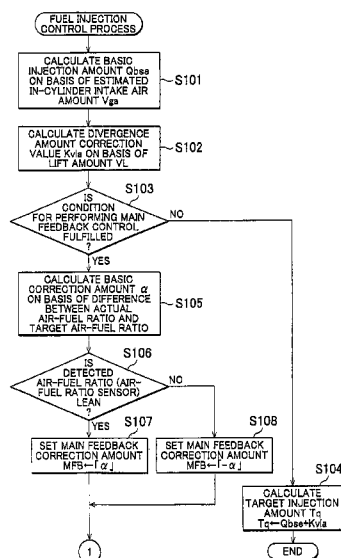 FUEL INJECTION
CONTROL PROCESS
CALCULATE BASIC
INJECTION AMOUNT Qbse
ON BASIS OF ESTIMATED
IN-CYLINDER INTAKE AIR
AMOUNT Vga
S101
CALCULATE DIVERGENCE
AMOUNT CORRECTION
VALUE Kvla ON BASIS OF
LIFT AMOUNT VL
S102
S103
IS
CONDITION
FOR PERFORMING MAIN
FEEDBACK CONTROL
FULFILLED
?
NO
YES
CALCULATE BASIC
CORRECTION AMOUNT α
ON BASIS OF DIFFERENCE
BETWEEN ACTUAL
AIR-FUEL RATIO AND
TARGET AIR-FUEL RATIO
S105
S106
IS
DETECTED
AIR-FUEL RATIO (AIR-
FUEL RATIO SENSOR)
LEAN
?
NO
YES
S107
SET MAIN FEEDBACK
CORRECTION AMOUNT
MFB←「α」
S108
SET MAIN FEEDBACK
CORRECTION AMOUNT
MFB←「-α」
S104
CALCULATE
TARGET INJECTION
AMOUNT Tq
Tq←Qbse+Kvla
1
END